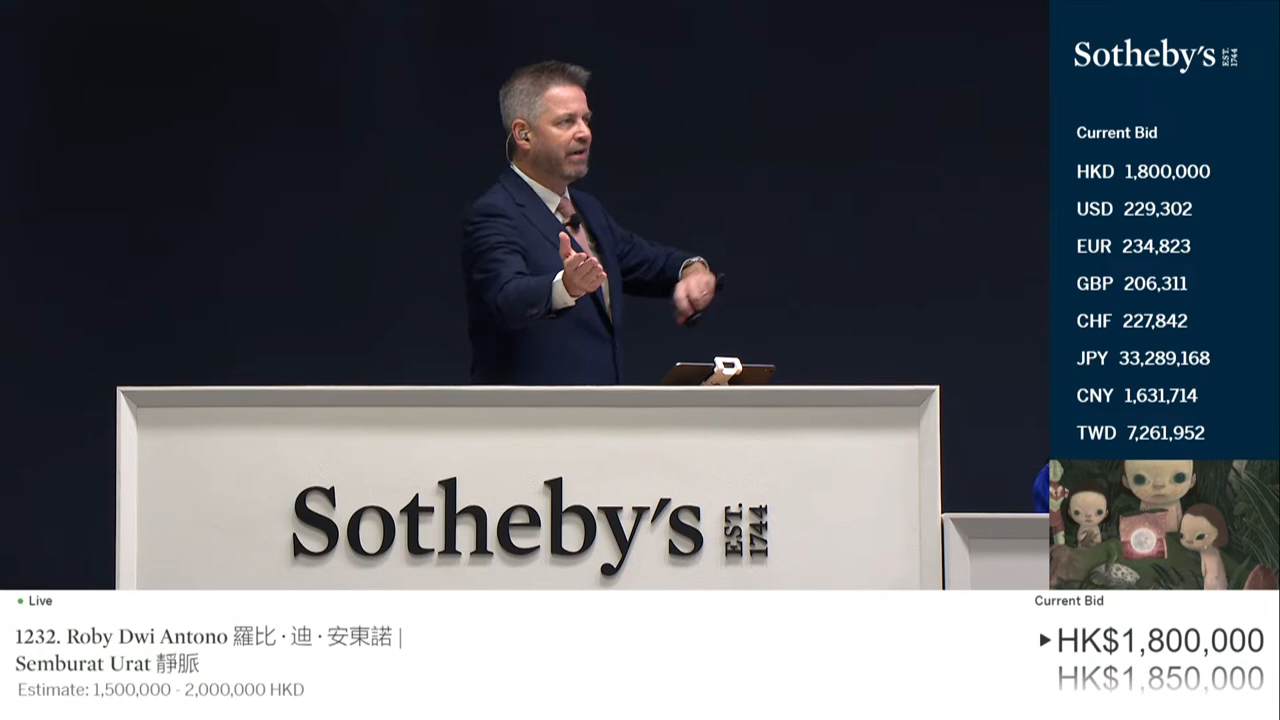 Sotheby's EST. 1744
Current Bid
HKD 1,800,000
USD 229,302
EUR 234,823
GBP 206,311
CHF 227,842
JPY 33,289,168
CNY 1,631,714
TWD 7,261,952
Sotheby's EST. 1744
Live
1232. Roby Dwi Antono 羅比·迪·安東諾 |
Semburat Urat 靜脈
Estimate: 1,500,000 - 2,000,000 HKD
Current Bid
HK$1,800,000
HK$1,850,000